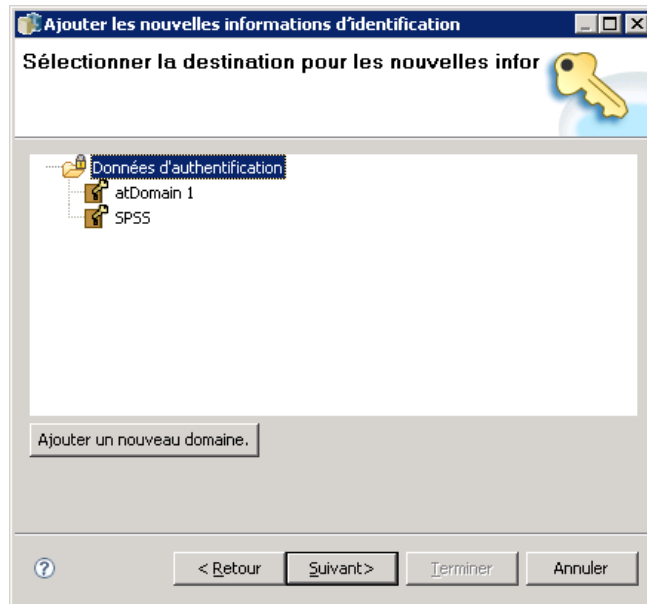 Ajouter les nouvelles informations d'identification
Sélectionner la destination pour les nouvelles infor
Données d'authentification
atDomain 1
SPSS
Ajouter un nouveau domaine.
?
< Retour Suivant> Terminer Annuler